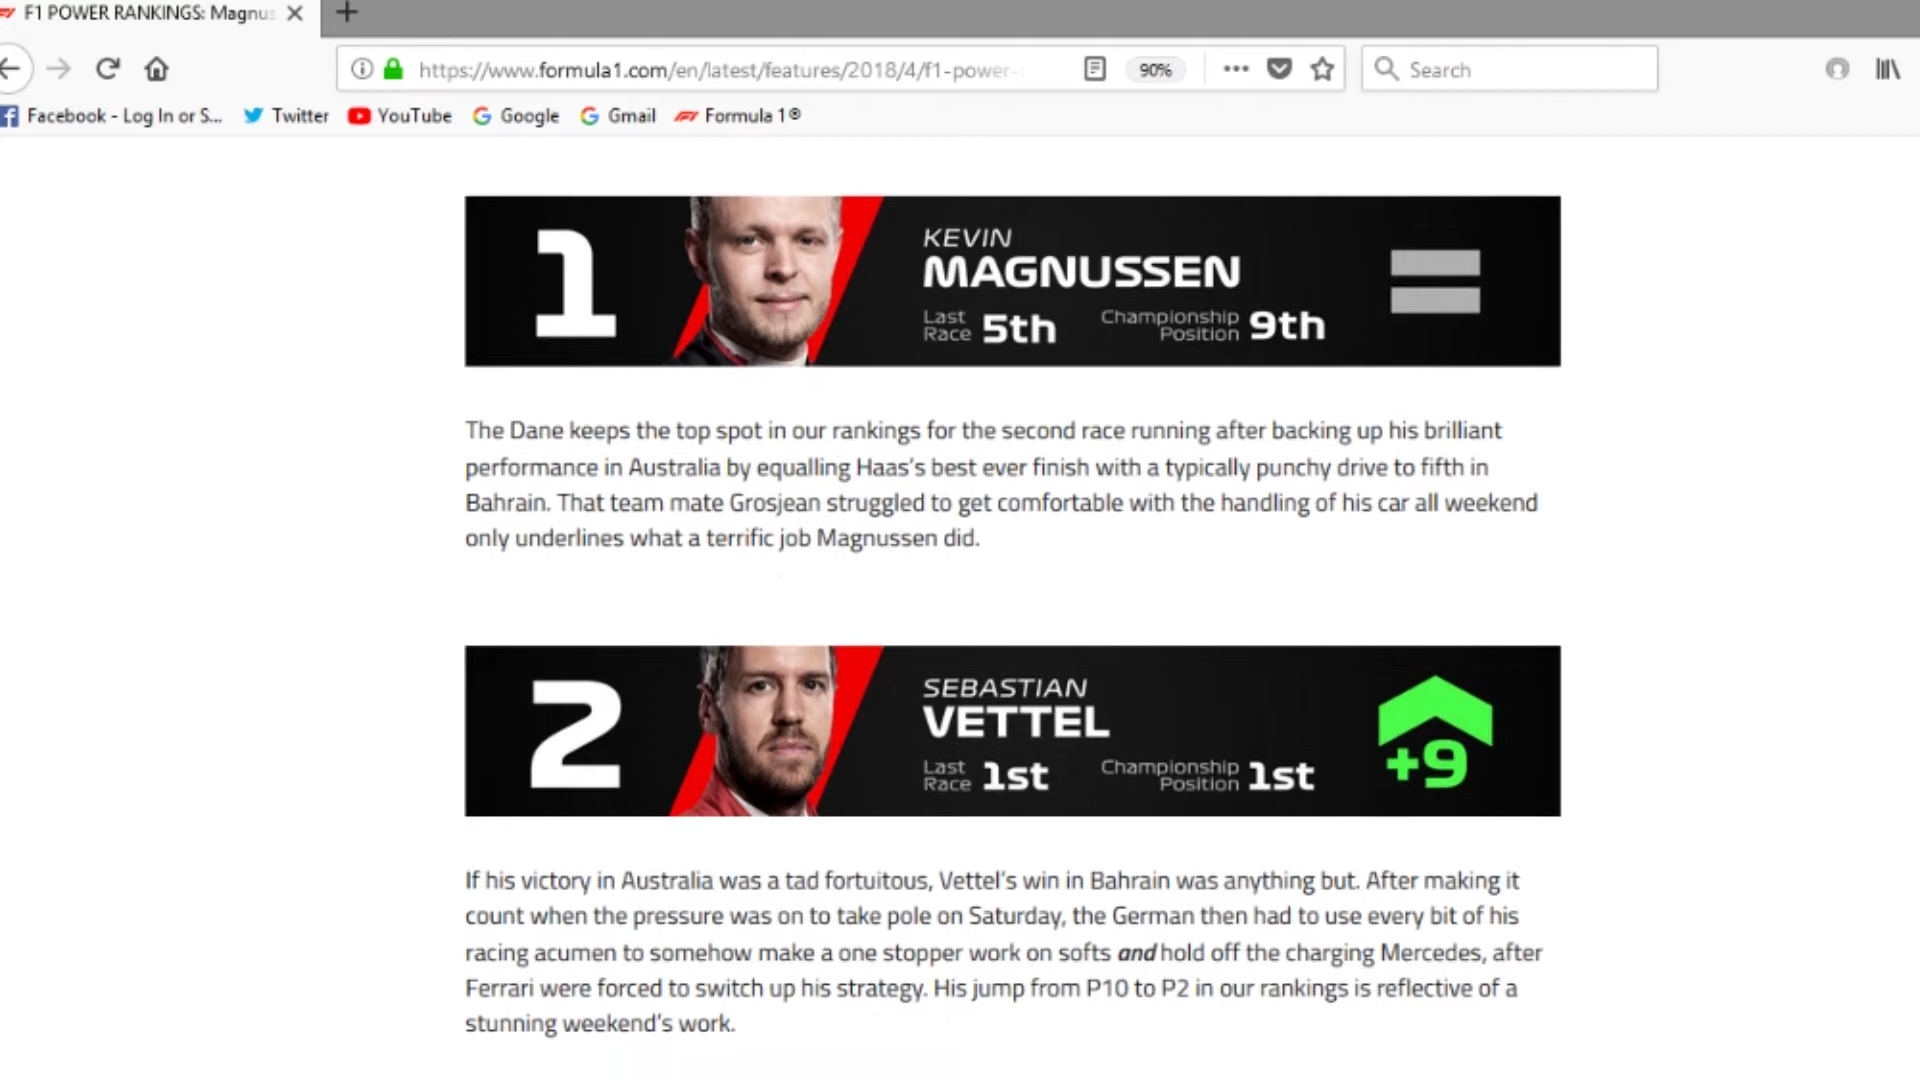 F1 POWER RANKINGS: Magnus
https://www.formula1.com/en/latest/features/2018/4/f1-power-
90%
Search
Facebook - Log In or S...
Twitter
YouTube
Google
Gmail
Formula 1®
1
KEVIN
MAGNUSSEN
Last Race 5th Championship Position 9th
The Dane keeps the top spot in our rankings for the second race running after backing up his brilliant
performance in Australia by equalling Haas's best ever finish with a typically punchy drive to fifth in
Bahrain. That team mate Grosjean struggled to get comfortable with the handling of his car all weekend
only underlines what a terrific job Magnussen did.
2
SEBASTIAN
VETTEL
Last Race 1st Championship Position 1st
+9
If his victory in Australia was a tad fortuitous, Vettel's win in Bahrain was anything but. After making it
count when the pressure was on to take pole on Saturday, the German then had to use every bit of his
racing acumen to somehow make a one stopper work on softs and hold off the charging Mercedes, after
Ferrari were forced to switch up his strategy. His jump from P10 to P2 in our rankings is reflective of a
stunning weekend's work.